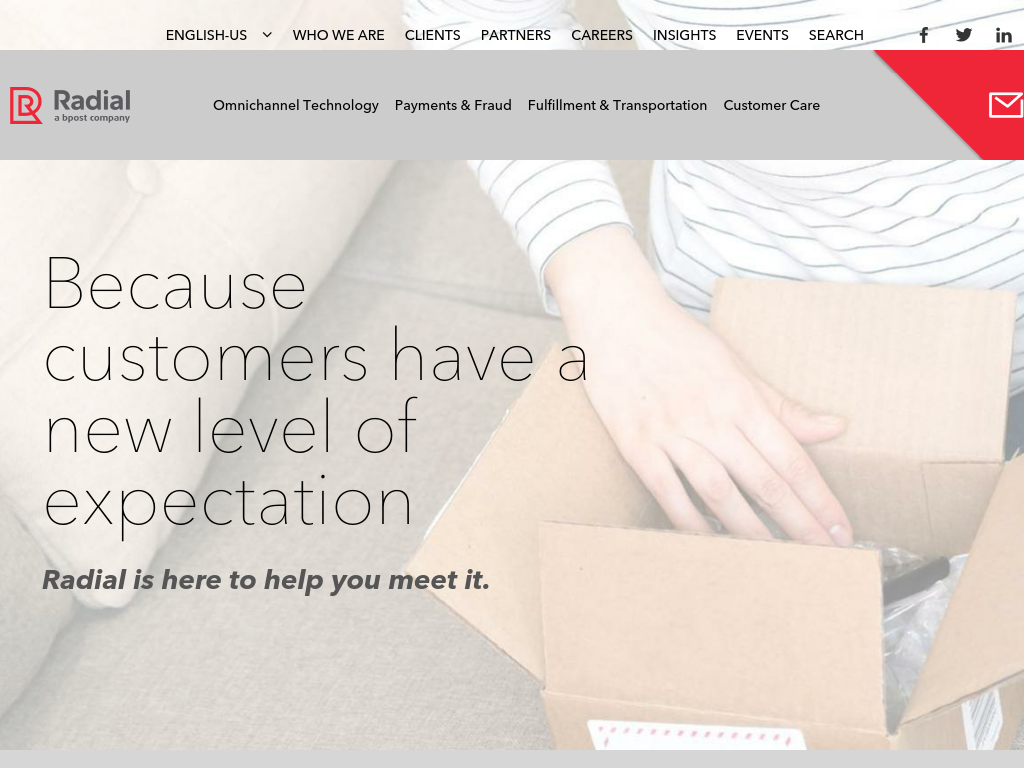 ENGLISH-US WHO WE ARE CLIENTS PARTNERS CAREERS INSIGHTS EVENTS SEARCH
Radial
a bpost company
Omnichannel Technology Payments & Fraud Fulfillment & Transportation Customer Care
Because
customers have a
new level of
expectation
Radial is here to help you meet it.